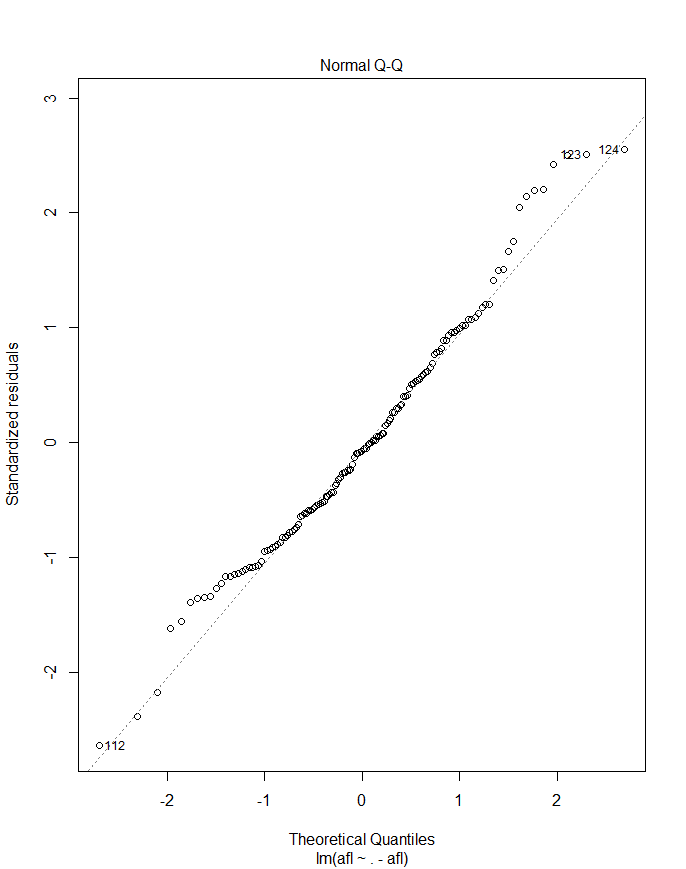 Normal Q-Q
3
2
1
0
-1
-2
Standardized residuals
123
124
112
-2 -1 0 1 2
Theoretical Quantiles
lm(afl ~ . - afl)